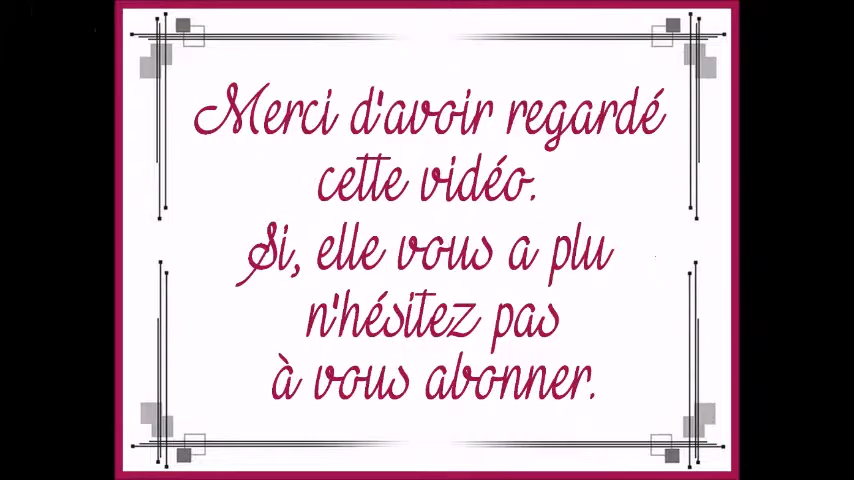 Merci d'avoir regardé
cette vidéo.
Si, elle vous a plu
n'hésitez pas
à vous abonner.